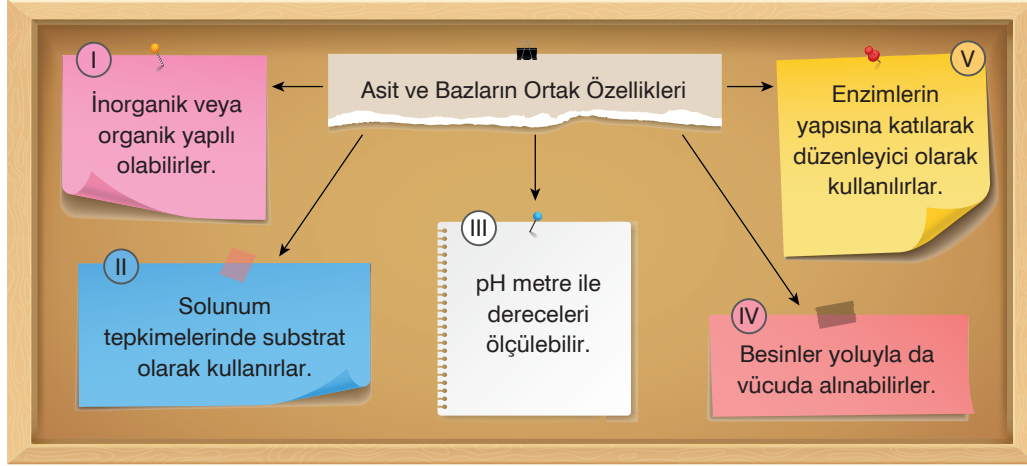 Asit ve Bazların Ortak Özellikleri
I
İnorganik veya
organik yapılı
olabilirler.
II
Solunum
tepkimelerinde substrat
olarak kullanırlar.
III
pH metre ile
dereceleri
ölçülebilir.
IV
Besinler yoluyla da
vücuda alınabilirler.
V
Enzimlerin
yapısına katılarak
düzenleyici olarak
kullanılırlar.